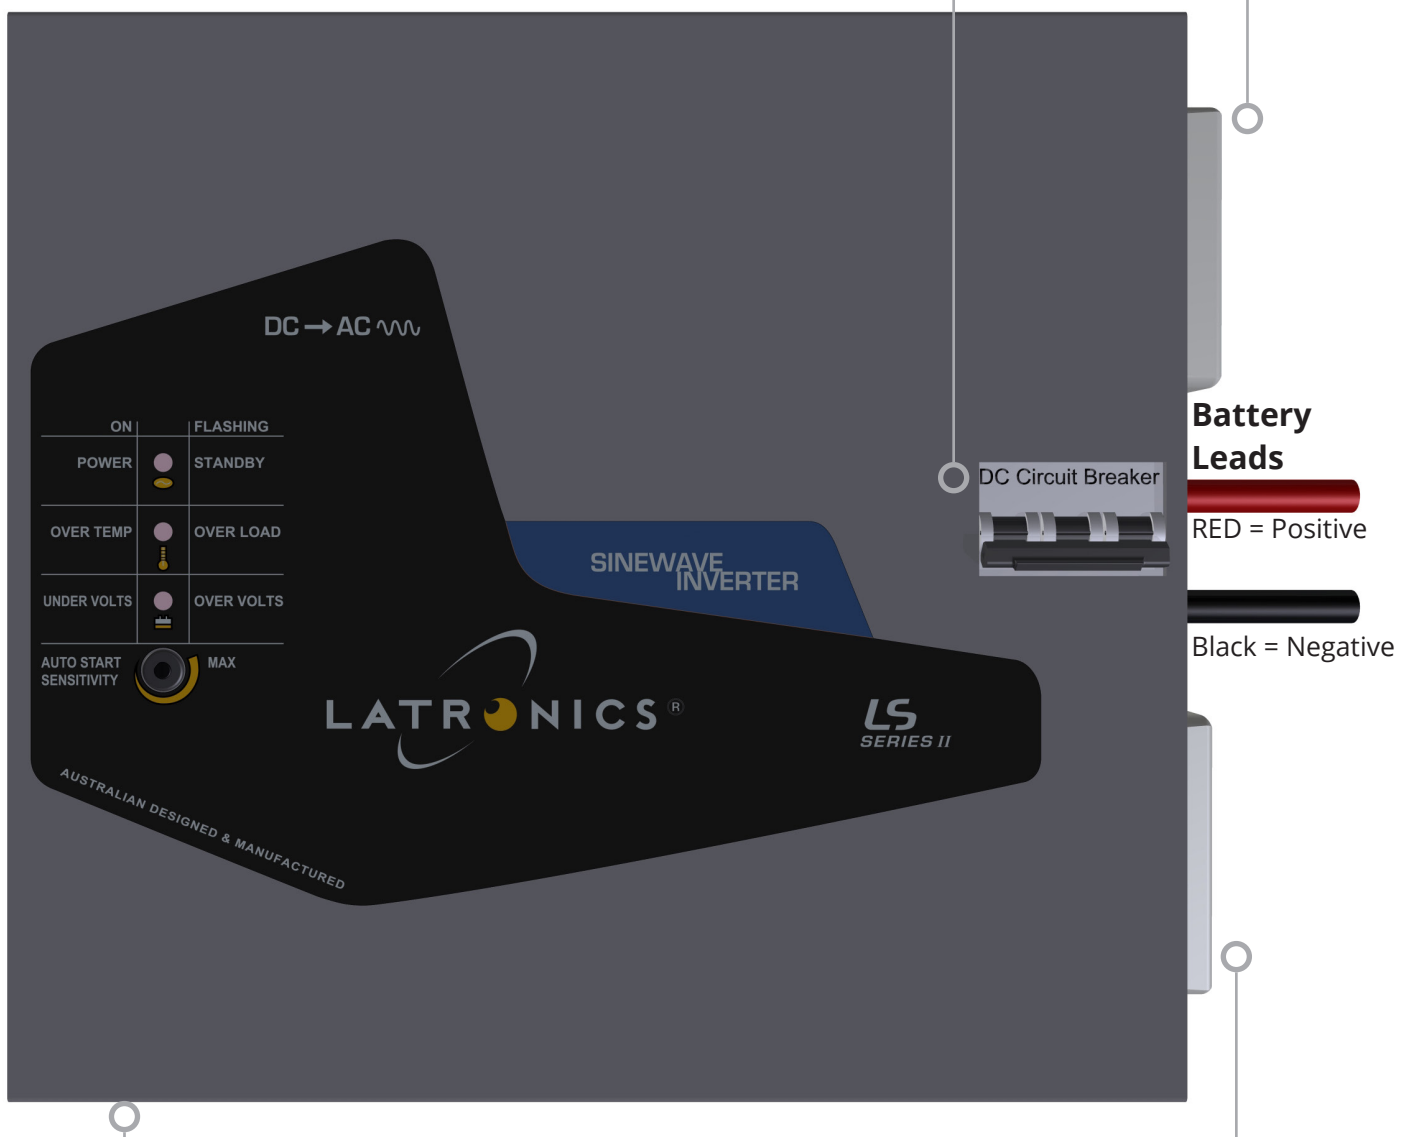 DC → AC
ON FLASHING
POWER STANDBY
OVER TEMP OVER LOAD
UNDER VOLTS OVER VOLTS
AUTO START
SENSITIVITY
MAX
SINEWAVE
INVERTER
LATRONICS®
LS
SERIES II
AUSTRALIAN DESIGNED & MANUFACTURED
DC Circuit Breaker
Battery
Leads
RED = Positive
Black = Negative